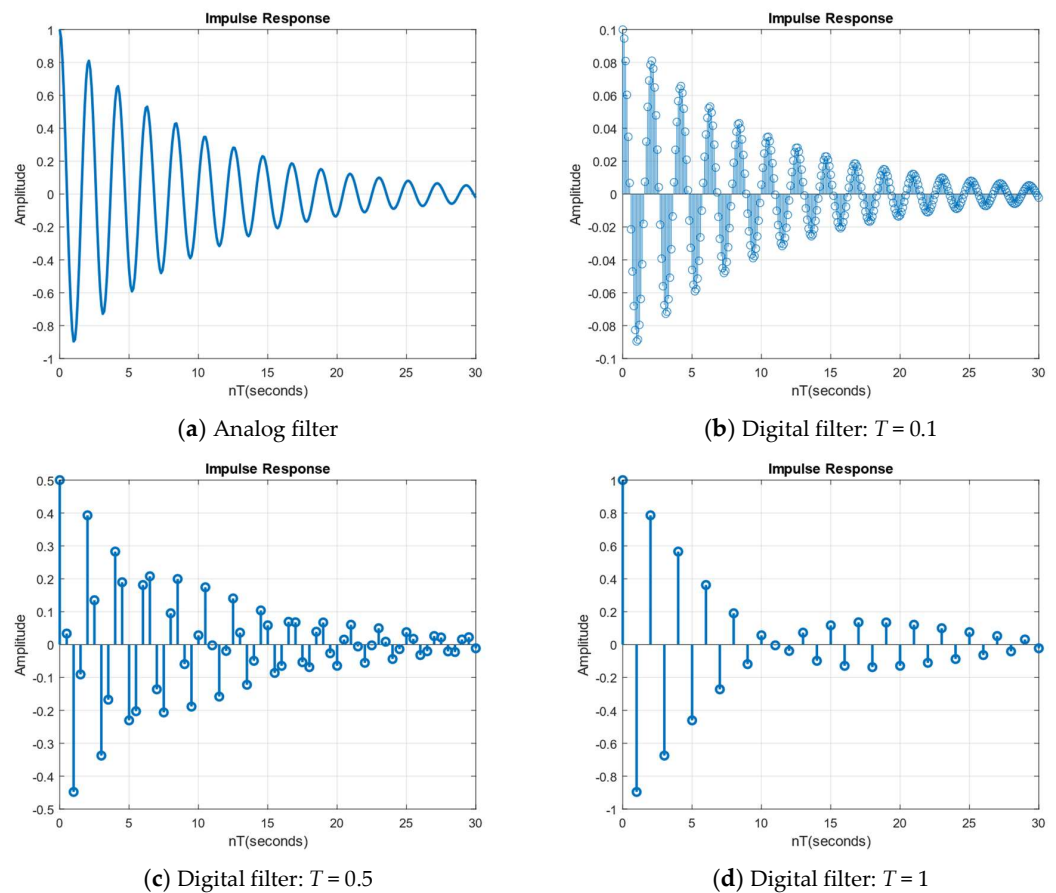 Impulse Response
1
0.8
0.6
0.4
0.2
0
-0.2
-0.4
-0.6
-0.8
-1
Amplitude
0 5 10 15 20 25 30
nT(seconds)
(a) Analog filter
Impulse Response
0.1
0.08
0.06
0.04
0.02
0
-0.02
-0.04
-0.06
-0.08
-0.1
Amplitude
0 5 10 15 20 25 30
nT(seconds)
(b) Digital filter: T = 0.1
Impulse Response
0.5
0.4
0.3
0.2
0.1
0
-0.1
-0.2
-0.3
-0.4
-0.5
Amplitude
0 5 10 15 20 25 30
nT(seconds)
(c) Digital filter: T = 0.5
Impulse Response
1
0.8
0.6
0.4
0.2
0
-0.2
-0.4
-0.6
-0.8
-1
Amplitude
0 5 10 15 20 25 30
nT(seconds)
(d) Digital filter: T = 1